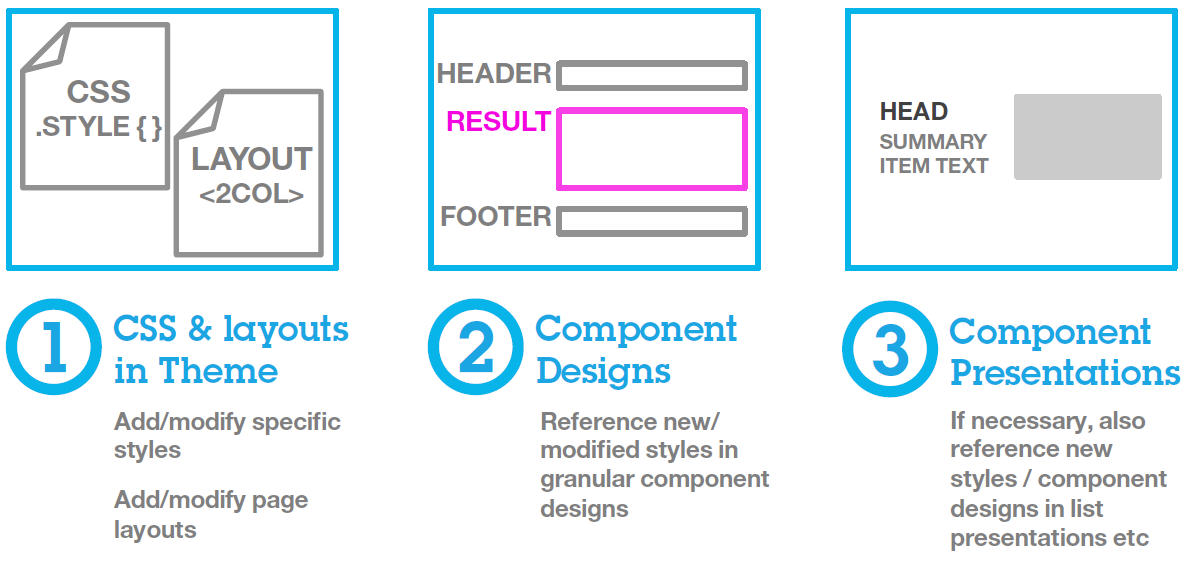 CSS
.STYLE { }
LAYOUT
<2COL>
1
CSS & layouts
in Theme
Add/modify specific
styles
Add/modify page
layouts
HEADER
RESULT
FOOTER
2
Component
Designs
Reference new/
modified styles in
granular component
designs
HEAD
SUMMARY
ITEM TEXT
3
Component
Presentations
If necessary, also
reference new
styles / component
designs in list
presentations etc